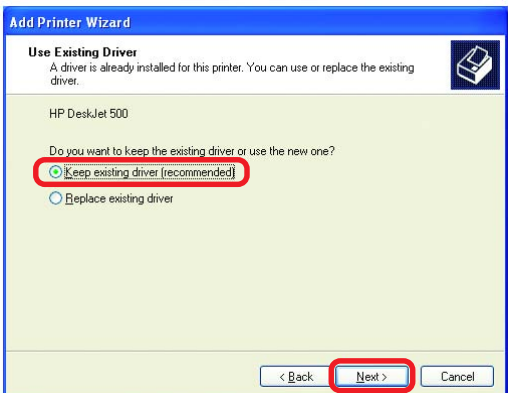 Add Printer Wizard
Use Existing Driver
A driver is already installed for this printer. You can use or replace the existing
driver.
HP DeskJet 500
Do you want to keep the existing driver or use the new one?
Keep existing driver (recommended)
Replace existing driver
< Back
Next >
Cancel